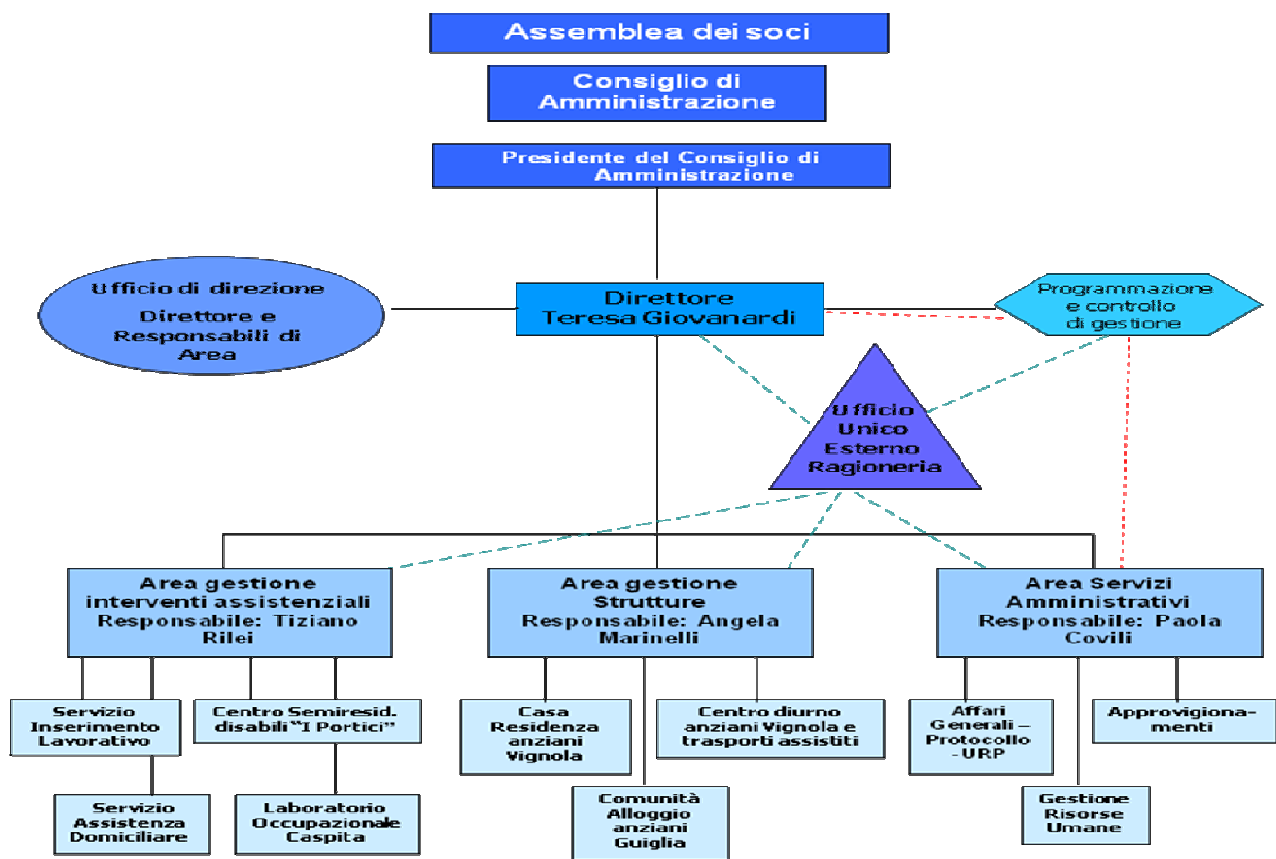 Assemblea dei soci
Consiglio di
Amministrazione
Presidente del Consiglio di
Amministrazione
Ufficio di direzione
Direttore e
Responsabili di
Area
Direttore
Teresa Giovanardi
Programmazione
e controllo
di gestione
Ufficio
Unico
Esterno
Ragioneria
Area gestione
interventi assistenziali
Responsabile: Tiziano
Rilei
Area gestione
Strutture
Responsabile: Angela
Marinelli
Area Servizi
Amministrativi
Responsabile: Paola
Covili
Servizio
Inserimento
Lavorativo
Centro Semiresid.
disabili “I Portici”
Casa
Residenza
anziani
Vignola
Centro diurno
anziani Vignola e
trasporti assistiti
Affari
Generali –
Protocollo
- URP
Approvigiona-
menti
Servizio
Assistenza
Domiciliare
Laboratorio
Occupazionale
Caspita
Comunità
Alloggio
anziani
Guiglia
Gestione
Risorse
Umane